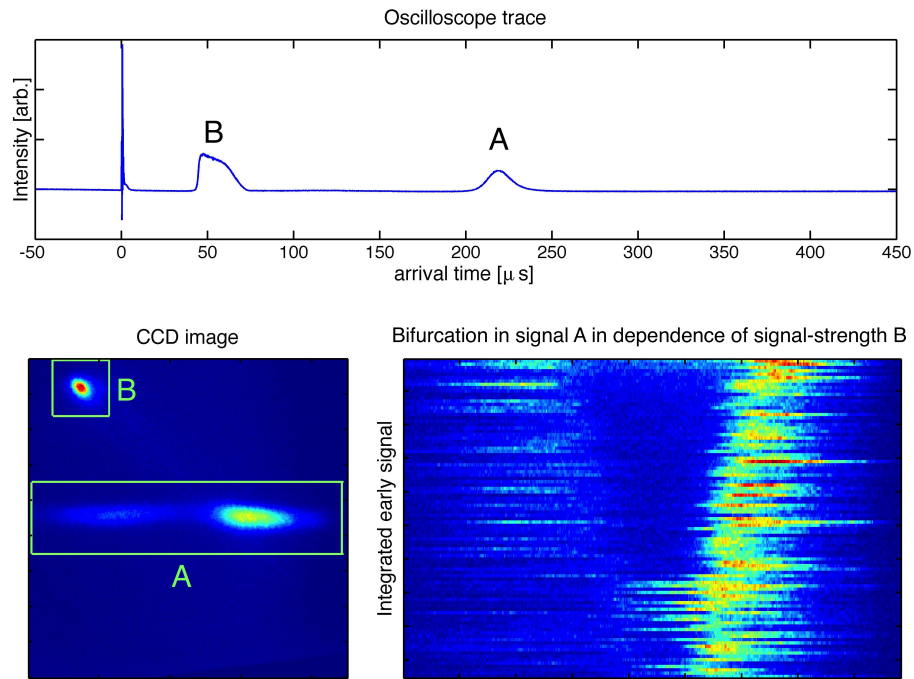 Oscilloscope trace
Intensity [arb.]
B
A
-50 0 50 100 150 200 250 300 350 400 450
arrival time [μ s]
CCD image
B
A
Bifurcation in signal A in dependence of signal-strength B
Integrated early signal